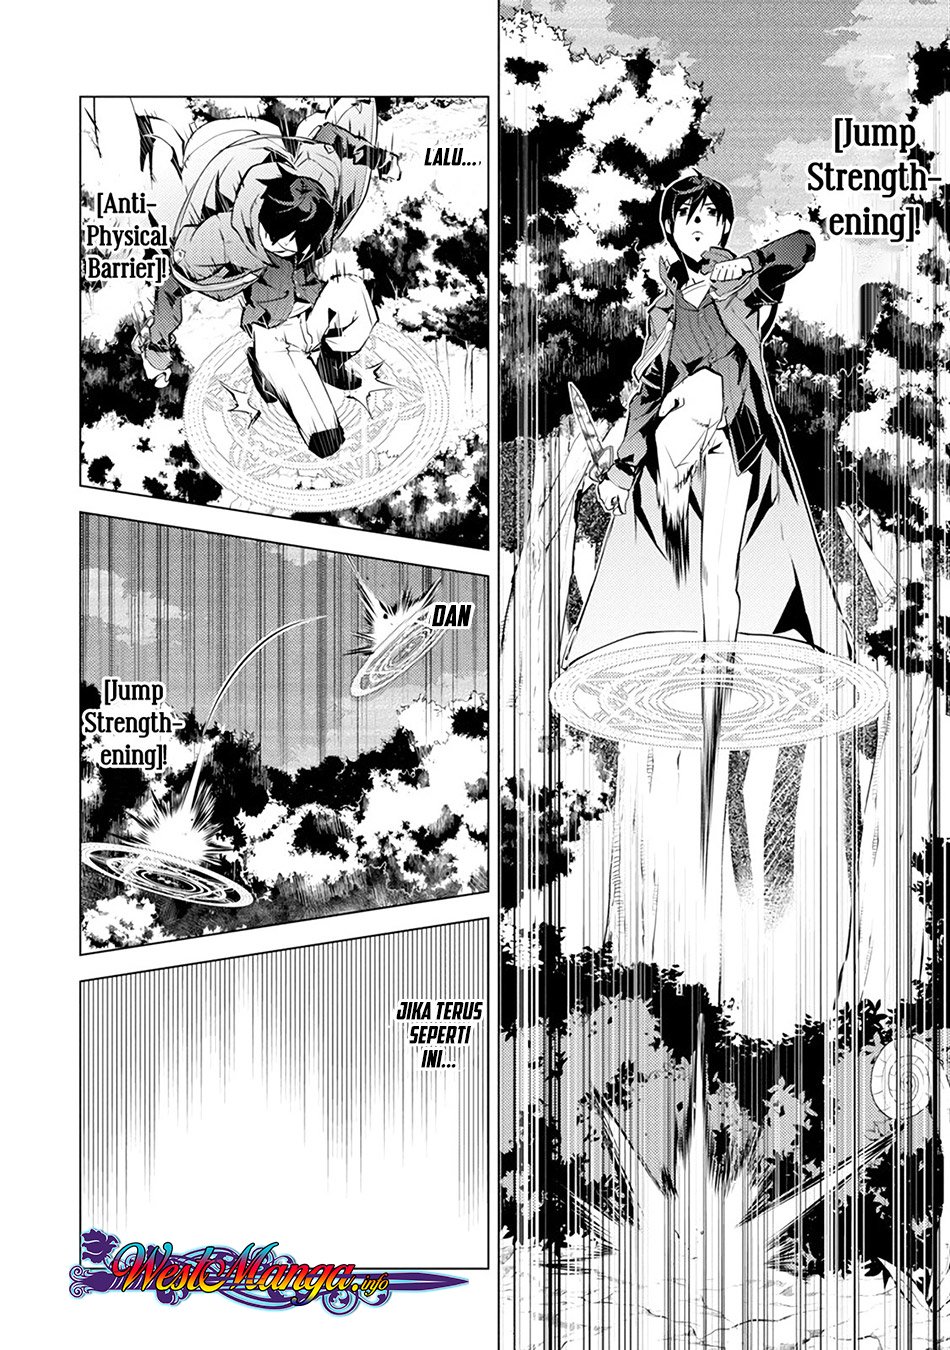 [Jump
Strength-
ening]!
LALU...
[Anti-
Physical
Barrier]!
DAN
[Jump
Strength-
ening]!
JIKA TERUS
SEPERTI
INI...
WestManga.info